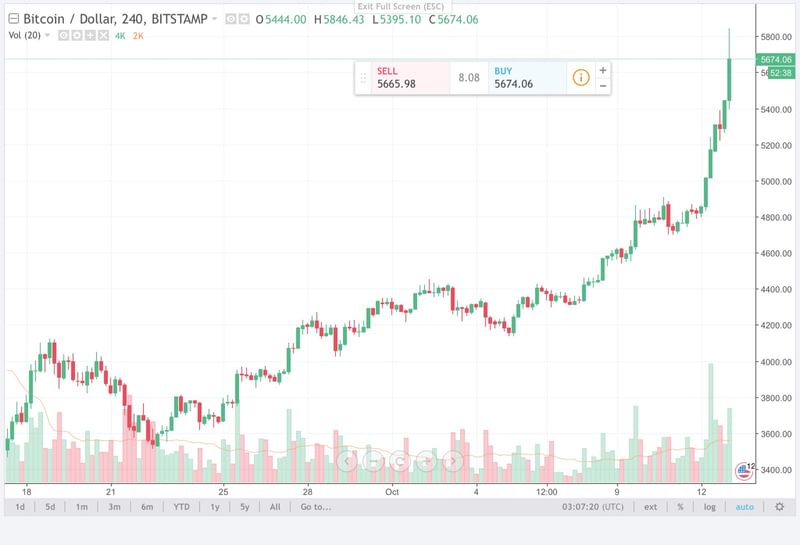 Exit Full Screen (ESC)
Bitcoin / Dollar, 240, BITSTAMP O5444.00 H5846.43 L5395.10 C5674.06
Vol (20) 4K 2K
SELL
5665.98
8.08
BUY
5674.06
5800.00
5674.06
52:38
5400.00
5200.00
5000.00
4800.00
4600.00
4400.00
4200.00
4000.00
3800.00
3600.00
3400.00
12
18 21 25 28 Oct 4 12:00 9 12
1d 5d 1m 3m 6m YTD 1y 5y All Go to... 03:07:20 (UTC) ext % log auto